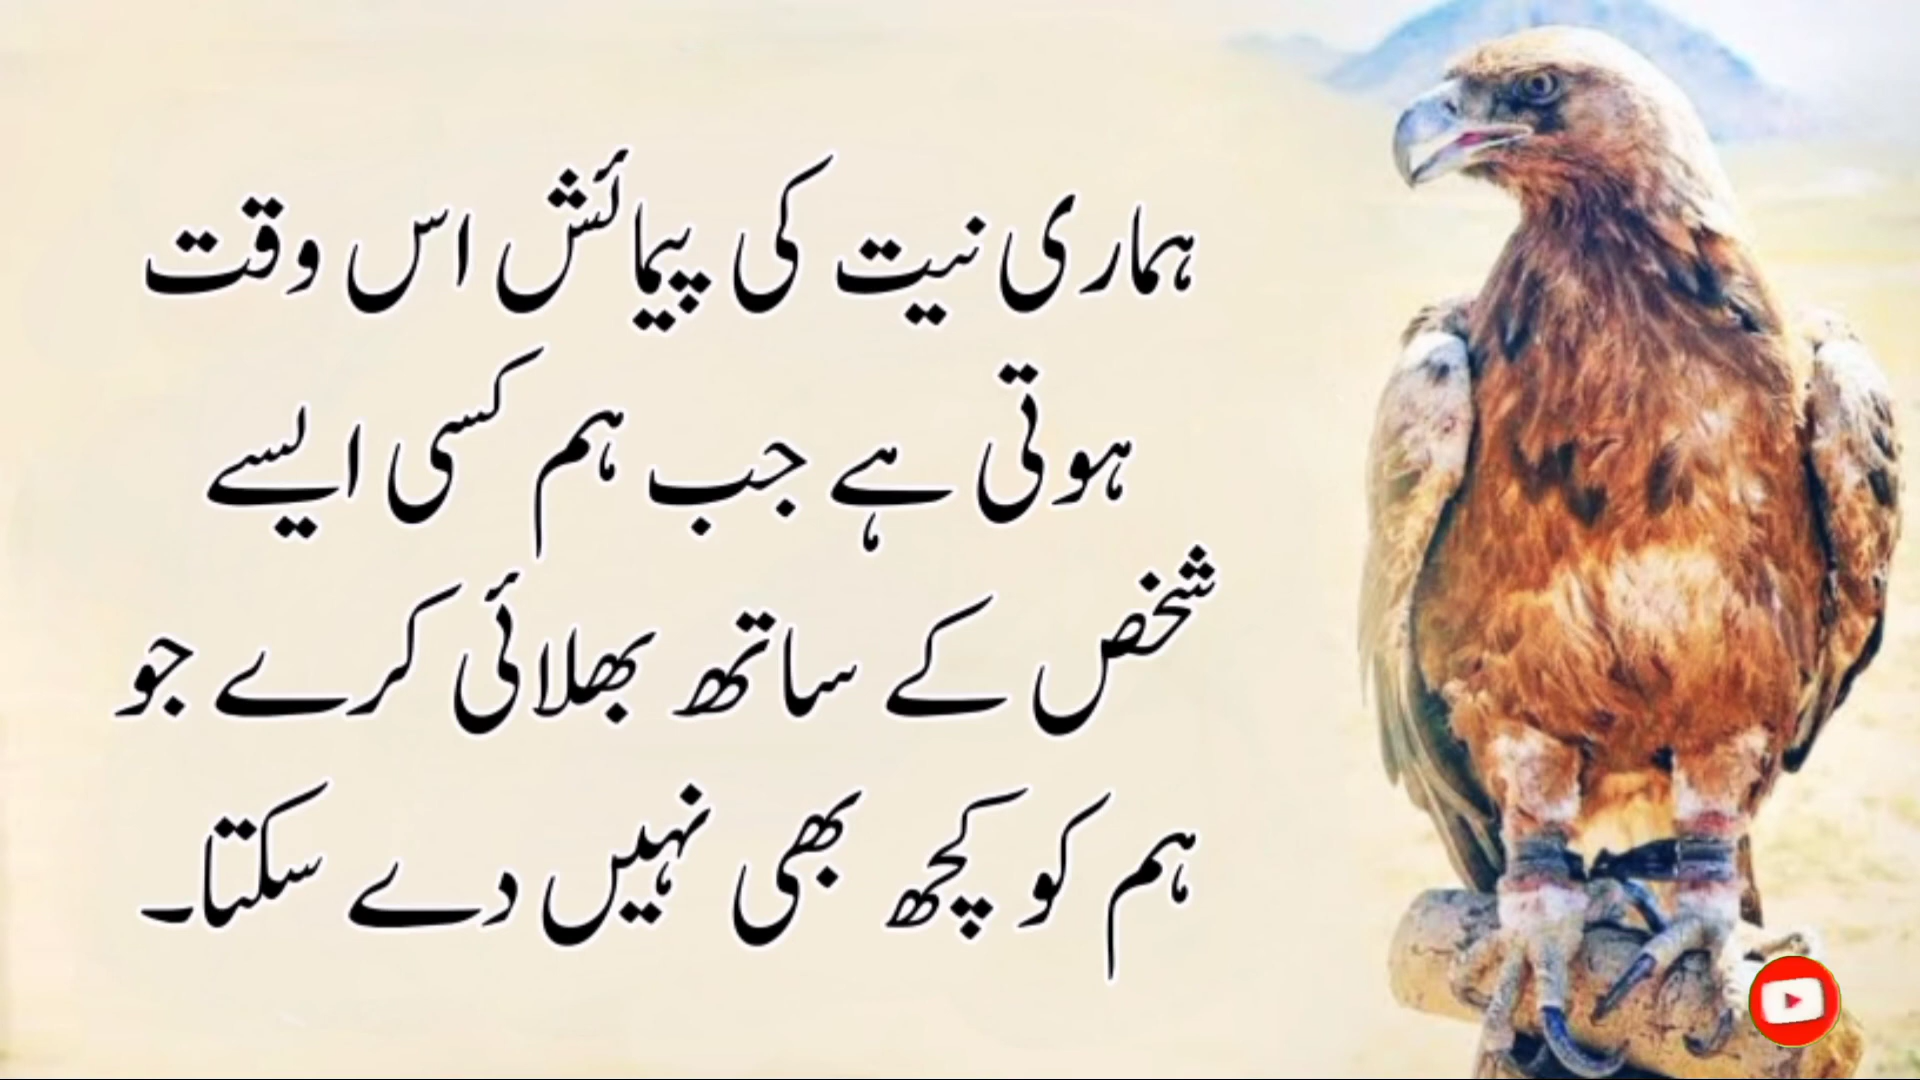 ہماری نیت کی پیمائش اس وقت
ہوتی ہے جب ہم کسی ایسے
شخص کے ساتھ بھلائی کرے جو
ہم کو کچھ بھی نہیں دے سکتا۔